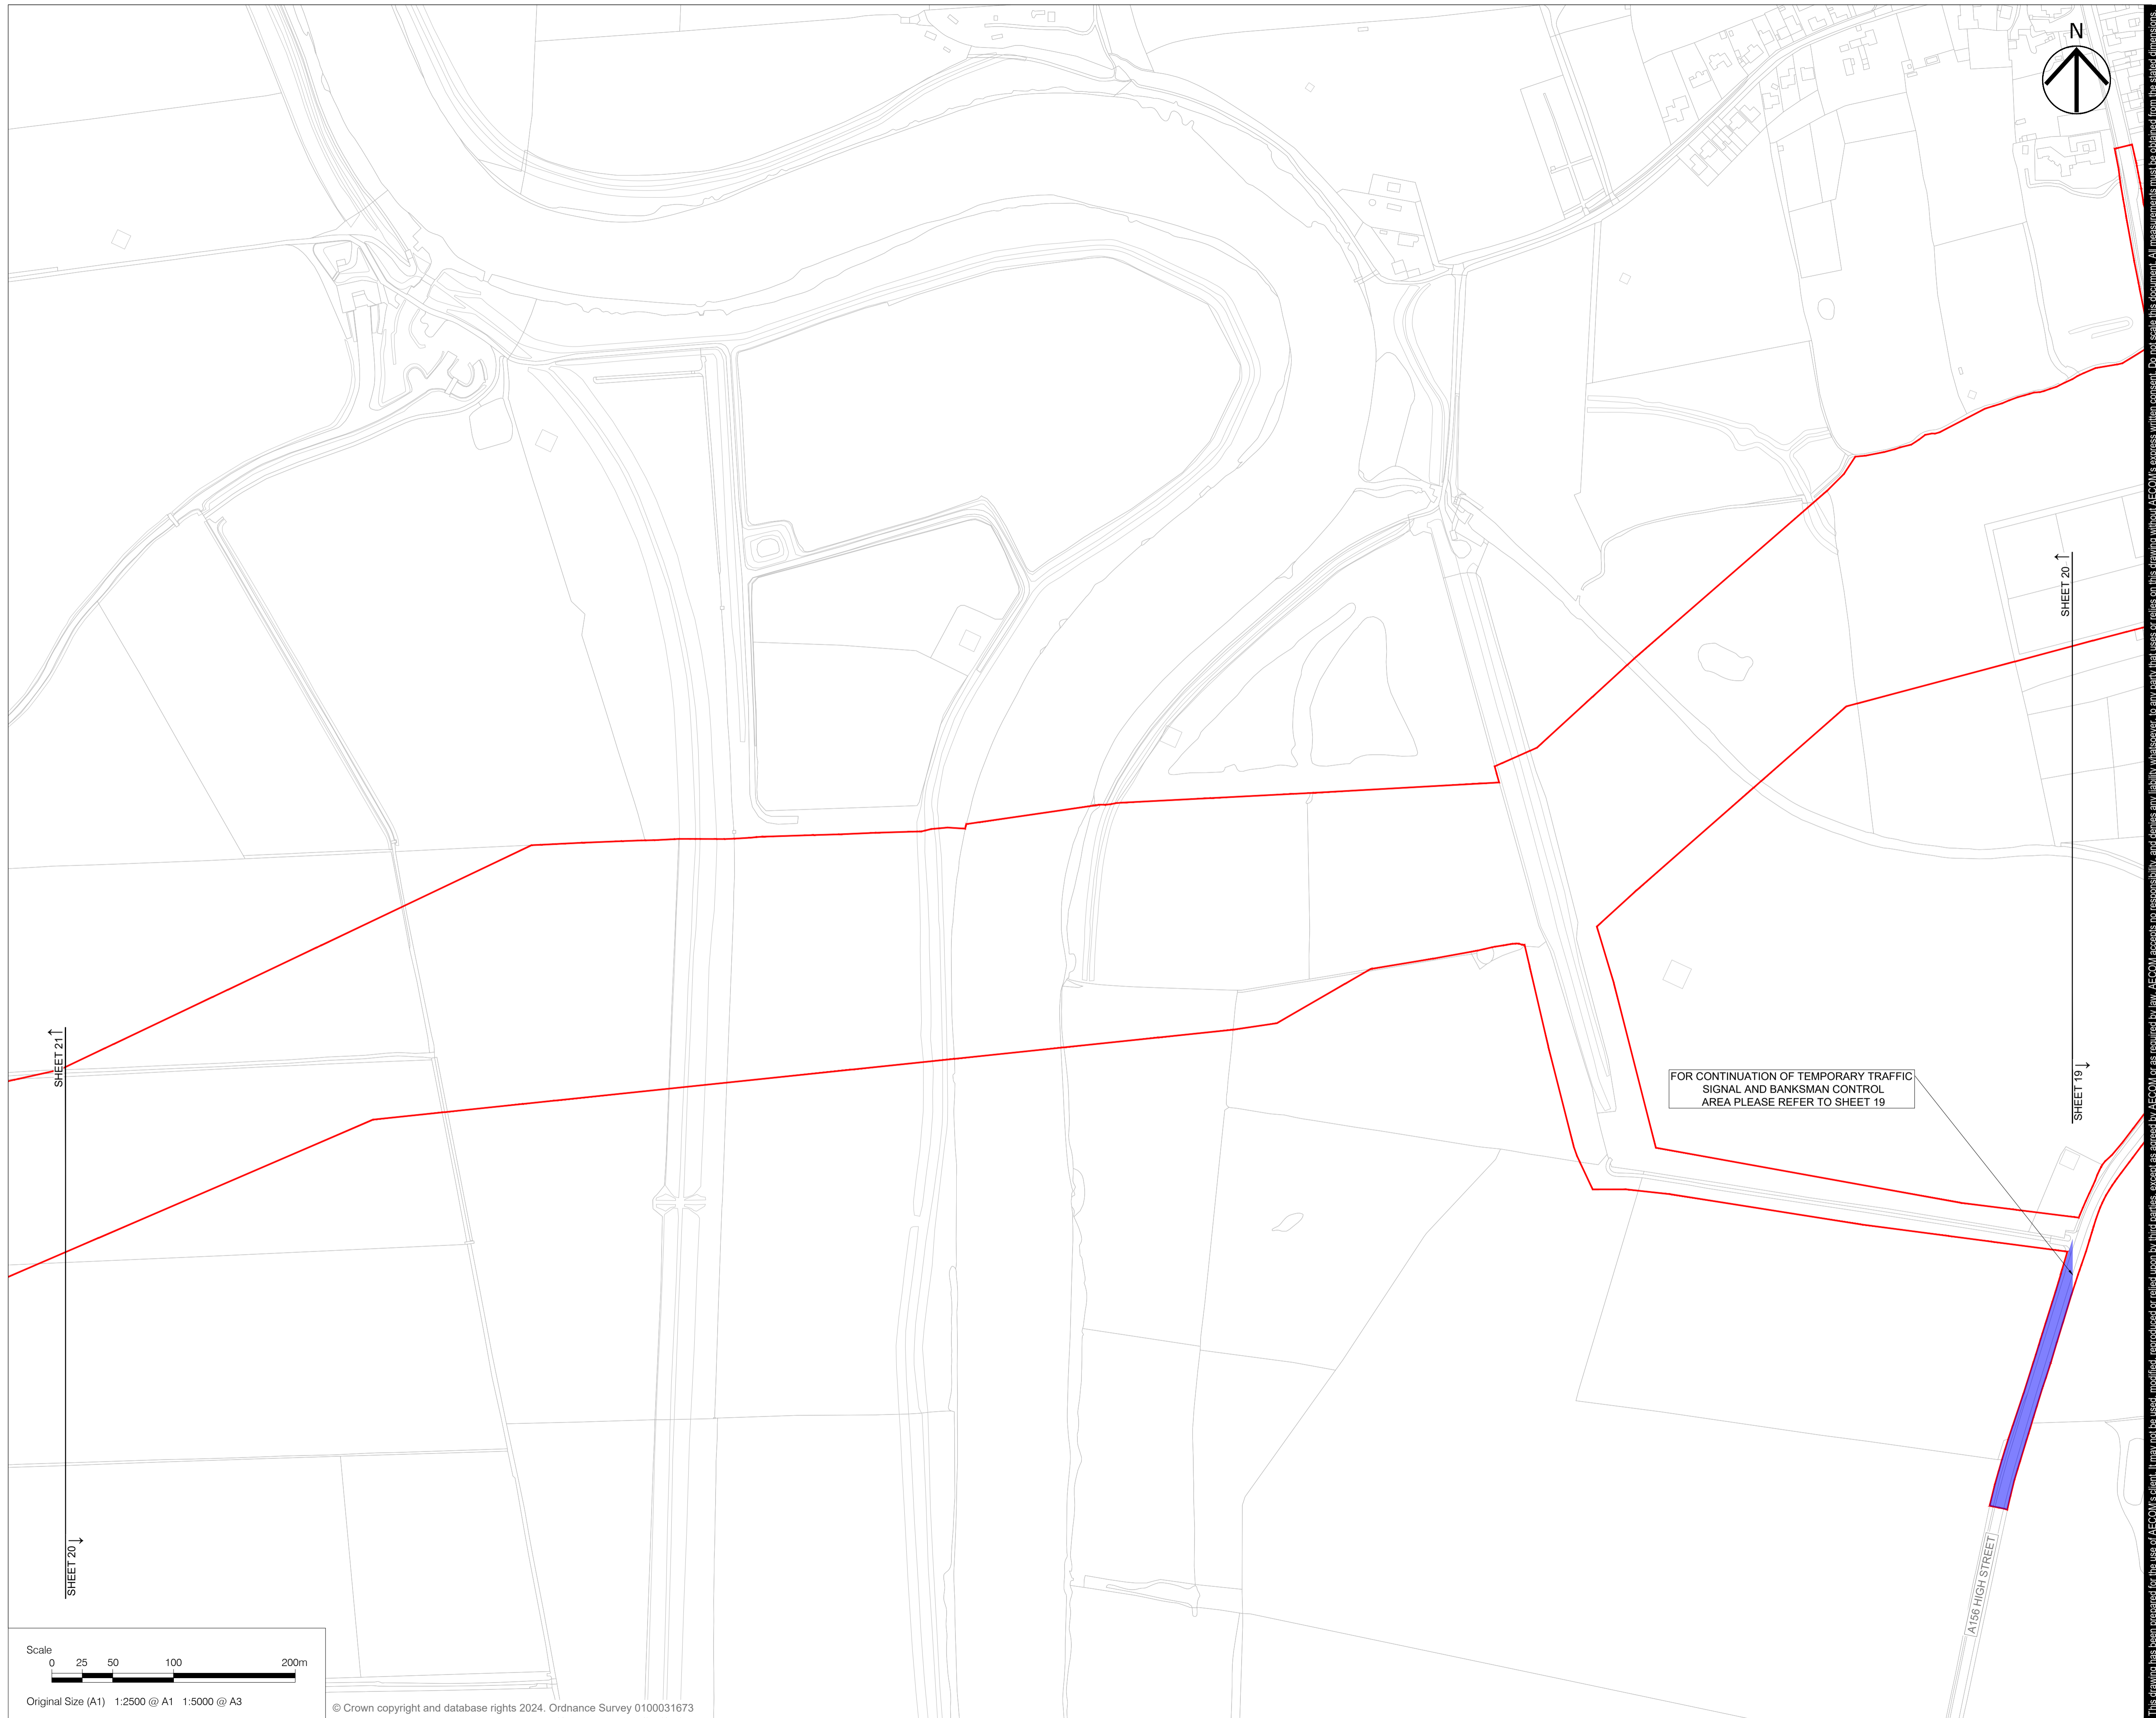 N
SHEET 20
SHEET 21
FOR CONTINUATION OF TEMPORARY TRAFFIC
SIGNAL AND BANKSMAN CONTROL
AREA PLEASE REFER TO SHEET 19
SHEET 19
SHEET 20
A156 HIGH STREET
Scale
0 25 50 100 200m
Original Size (A1) 1:2500 @ A1 1:5000 @ A3
© Crown copyright and database rights 2024. Ordnance Survey 0100031673
This drawing has been prepared for the use of AECOM's client. It may not be used, modified, reproduced or relied upon by third parties, except as agreed by AECOM or as required by law. AECOM accepts no responsibility, and denies any liability whatsoever, to any party that uses or relies on this drawing without AECOM's express written consent. Do not scale this document. All measurements must be obtained from the stated dimensions.